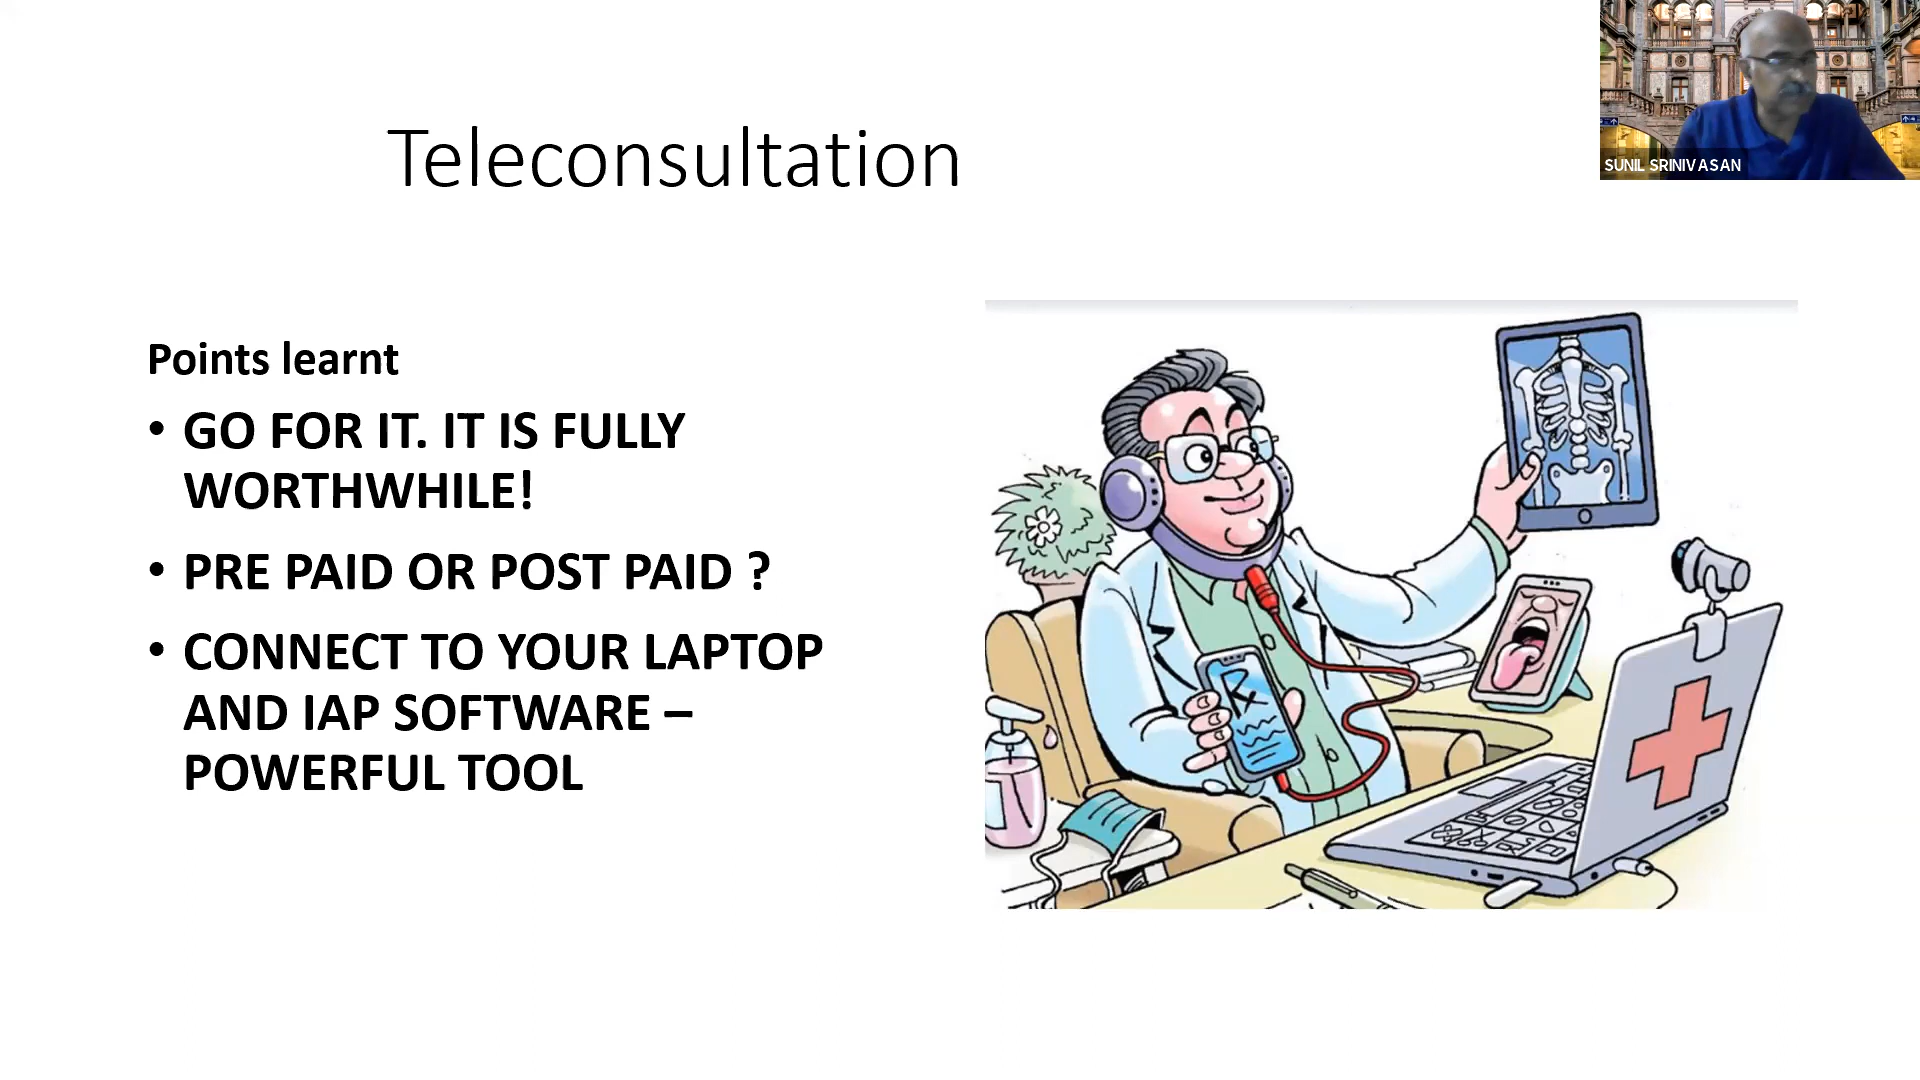 Teleconsultation
SUNIL SRINIVASAN
Points learnt
• GO FOR IT. IT IS FULLY
WORTHWHILE!
• PRE PAID OR POST PAID ?
• CONNECT TO YOUR LAPTOP
AND IAP SOFTWARE –
POWERFUL TOOL
Rx